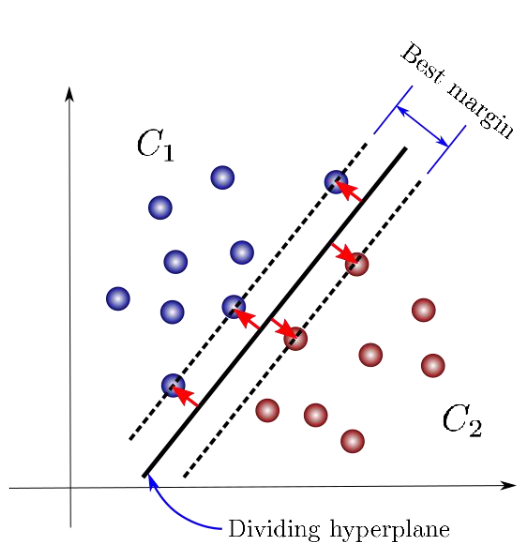 Best margin
C₁
C₂
Dividing hyperplane